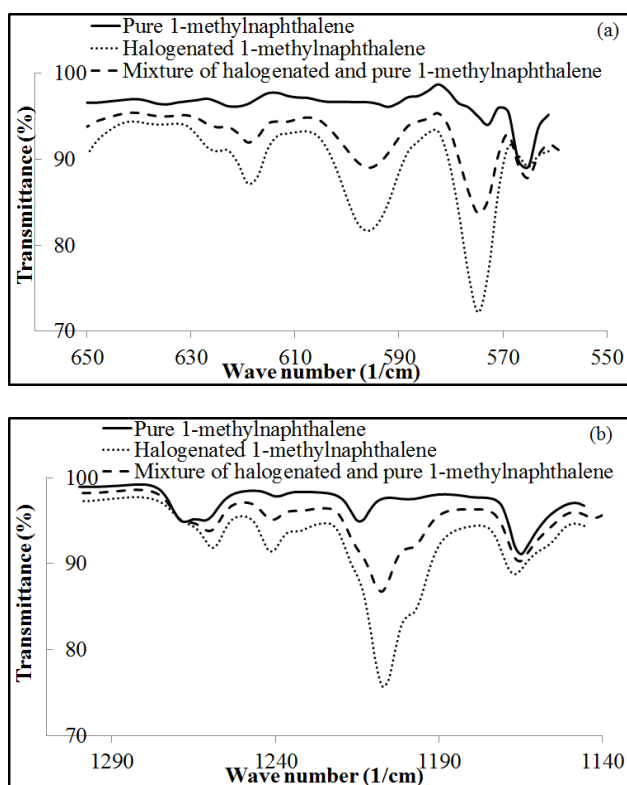 Pure 1-methylnaphthalene
(a)
Halogenated 1-methylnaphthalene
Mixture of halogenated and pure 1-methylnaphthalene
100
90
80
70
Transmittance (%)
650 630 610 590 570 550
Wave number (1/cm)
Pure 1-methylnaphthalene
(b)
Halogenated 1-methylnaphthalene
Mixture of halogenated and pure 1-methylnaphthalene
100
90
80
70
Transmittance (%)
1290 1240 1190 1140
Wave number (1/cm)